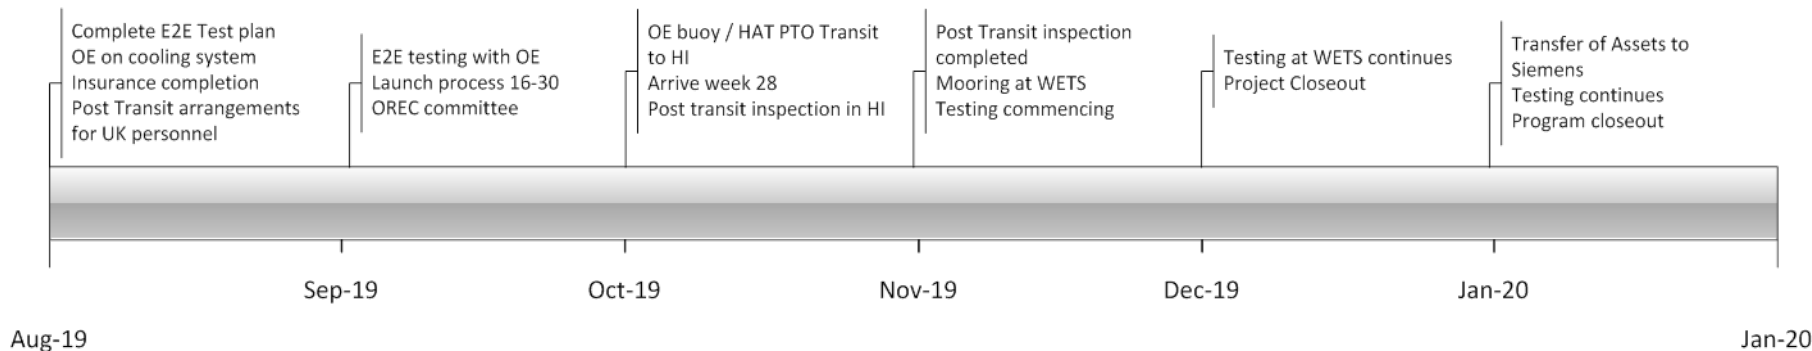 Complete E2E Test plan
OE on cooling system
Insurance completion
Post Transit arrangements
for UK personnel
E2E testing with OE
Launch process 16-30
OREC committee
OE buoy / HAT PTO Transit
to HI
Arrive week 28
Post transit inspection in HI
Post Transit inspection
completed
Mooring at WETS
Testing commencing
Testing at WETS continues
Project Closeout
Transfer of Assets to
Siemens
Testing continues
Program closeout
Sep-19
Oct-19
Nov-19
Dec-19
Jan-20
Aug-19
Jan-20